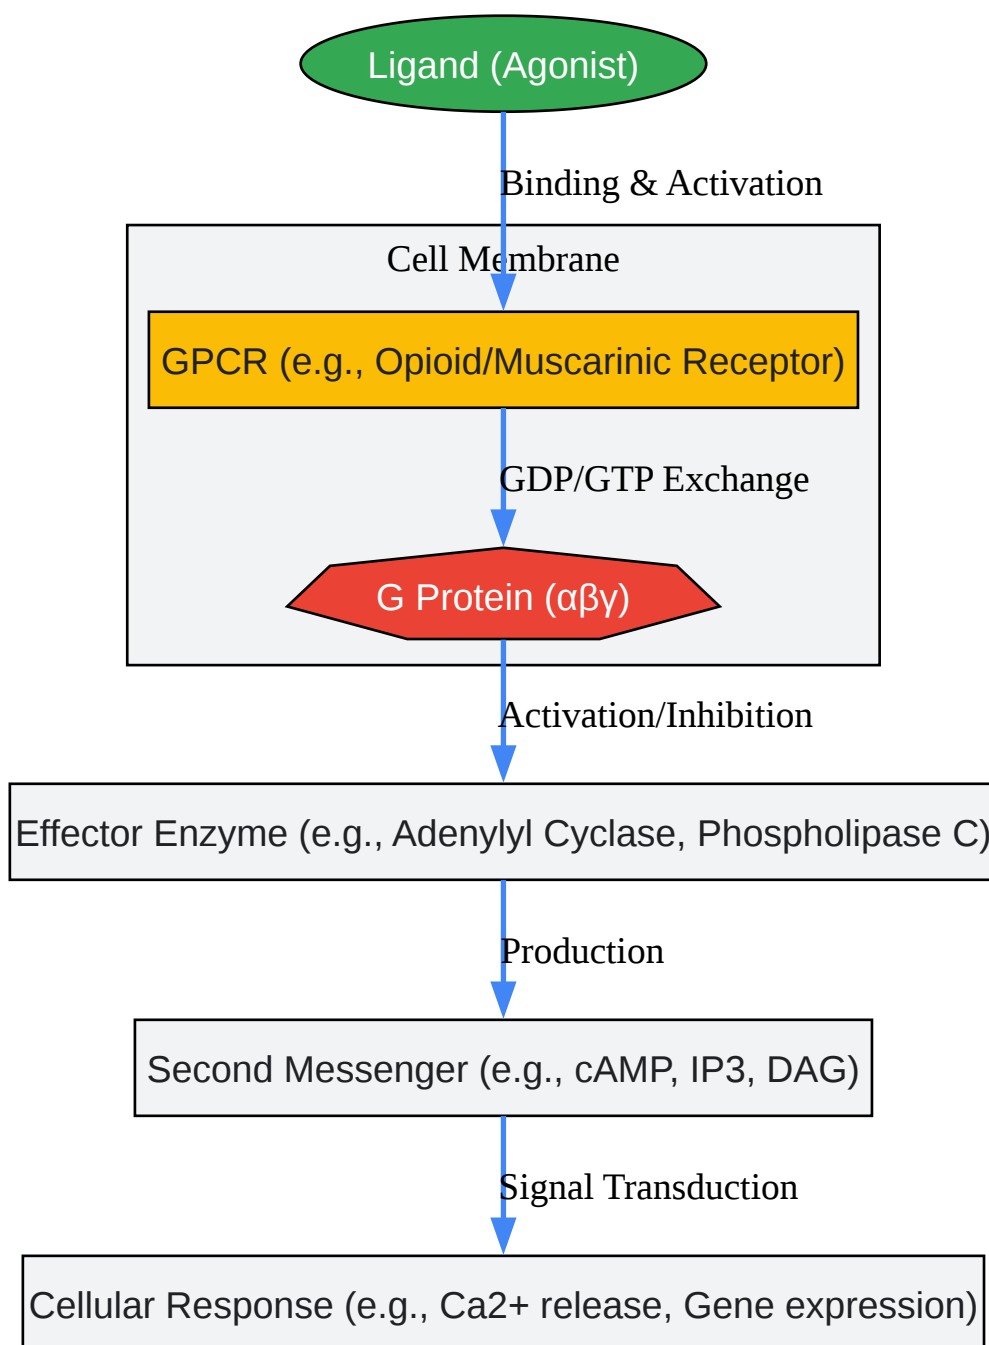 Ligand (Agonist)
Binding & Activation
Cell Membrane
GPCR (e.g., Opioid/Muscarinic Receptor)
GDP/GTP Exchange
G Protein (αβγ)
Activation/Inhibition
Effector Enzyme (e.g., Adenylyl Cyclase, Phospholipase C)
Production
Second Messenger (e.g., cAMP, IP3, DAG)
Signal Transduction
Cellular Response (e.g., Ca2+ release, Gene expression)